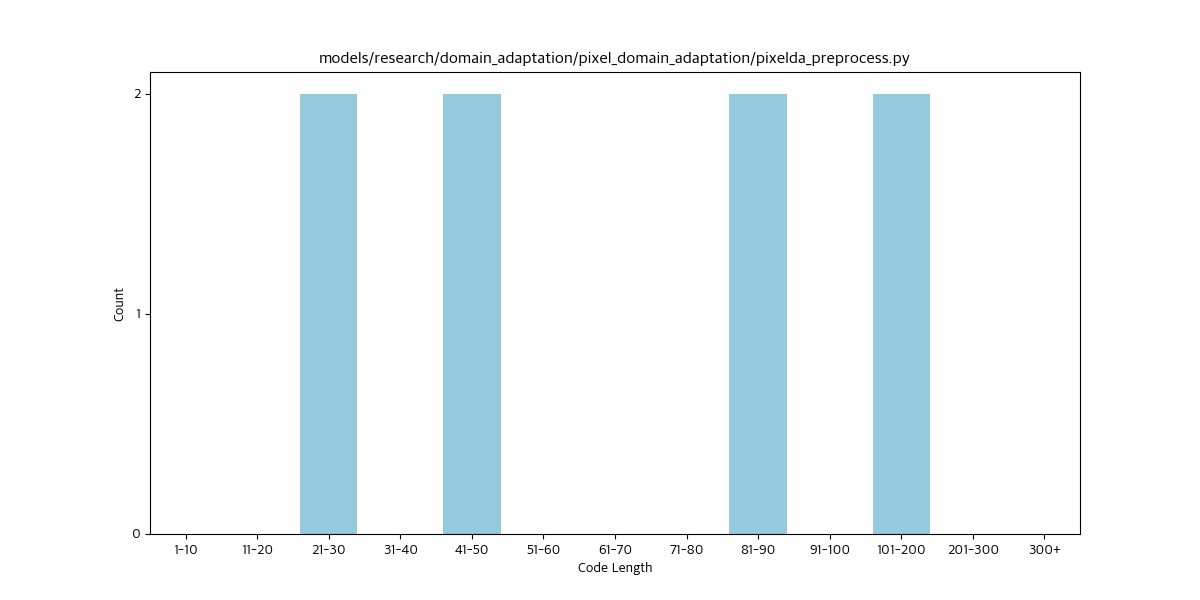 models/research/domain_adaptation/pixel_domain_adaptation/pixelda_preprocess.py
2
1
0
Count
1-10 11-20 21-30 31-40 41-50 51-60 61-70 71-80 81-90 91-100 101-200 201-300 300+
Code Length